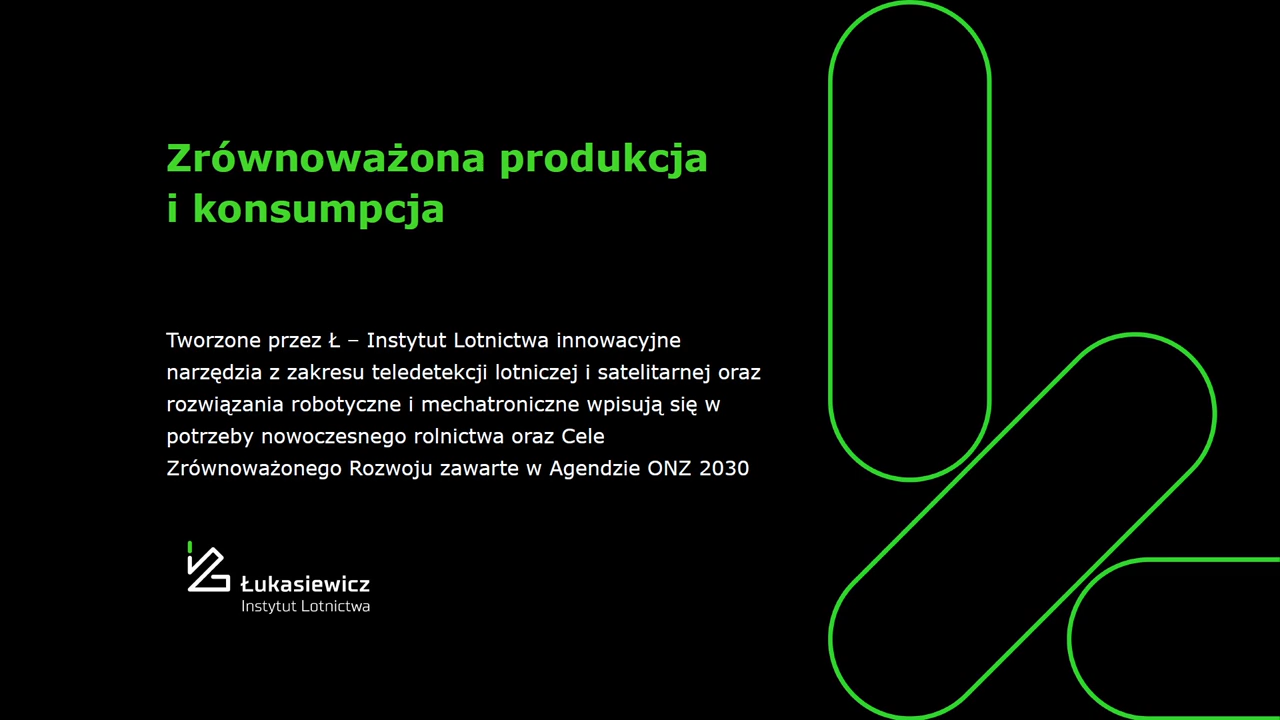 Zrównoważona produkcja
i konsumpcja
Tworzone przez Ł – Instytut Lotnictwa innowacyjne
narzędzia z zakresu teledetekcji lotniczej i satelitarnej oraz
rozwiązania robotyczne i mechatroniczne wpisują się w
potrzeby nowoczesnego rolnictwa oraz Cele
Zrównoważonego Rozwoju zawarte w Agendzie ONZ 2030
Łukasiewicz
Instytut Lotnictwa